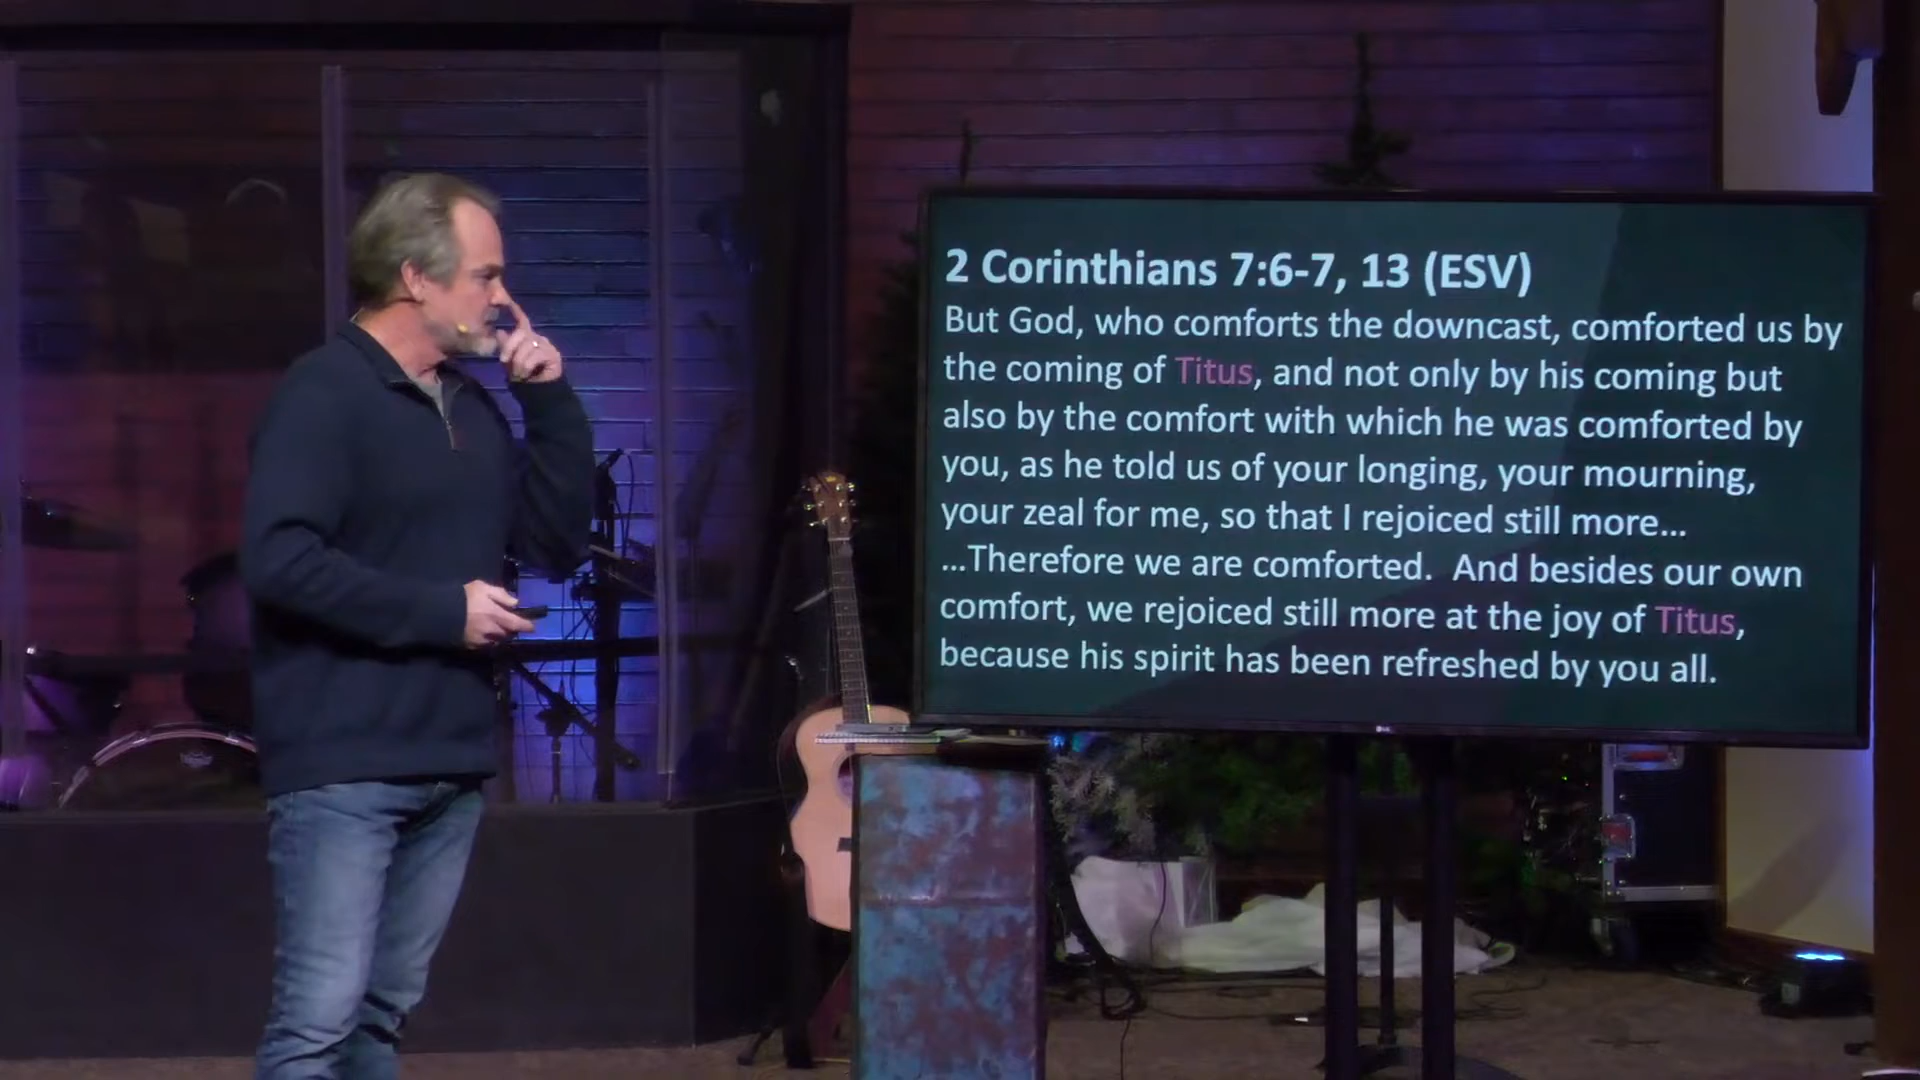 2 Corinthians 7:6-7, 13 (ESV)
But God, who comforts the downcast, comforted us by
the coming of Titus, and not only by his coming but
also by the comfort with which he was comforted by
you, as he told us of your longing, your mourning,
your zeal for me, so that I rejoiced still more...
...Therefore we are comforted.  And besides our own
comfort, we rejoiced still more at the joy of Titus,
because his spirit has been refreshed by you all.